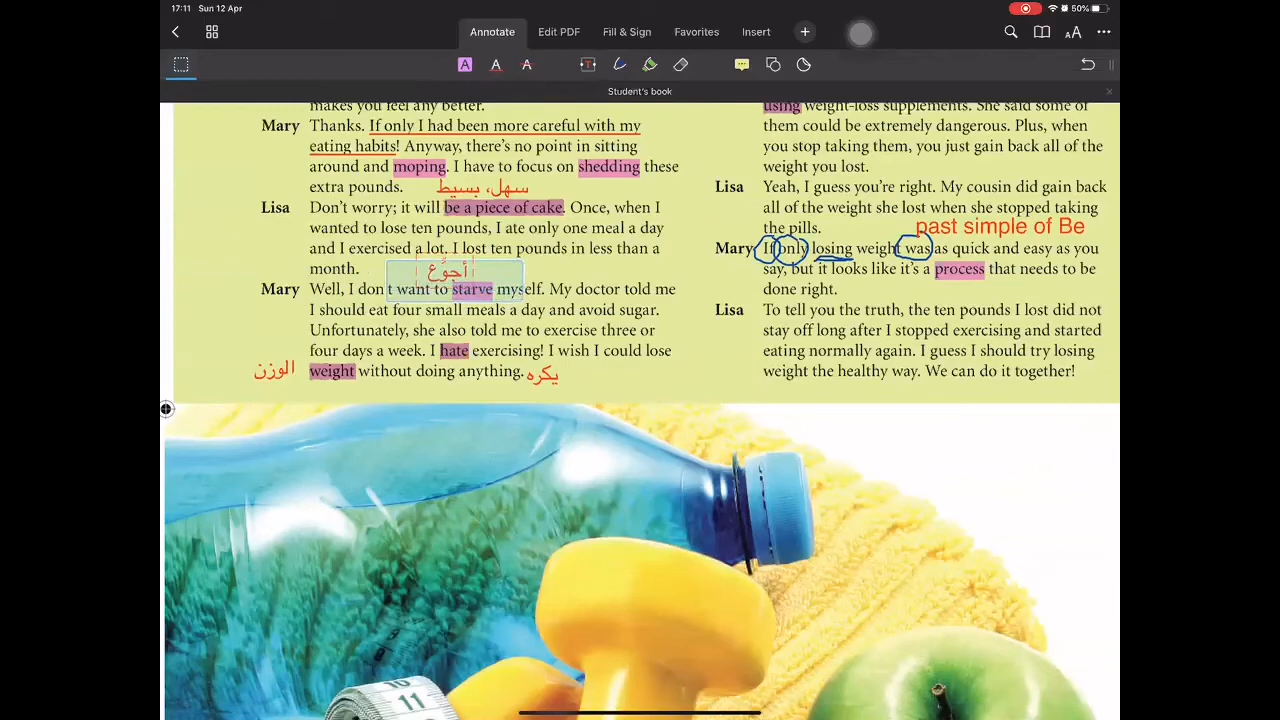 17:11 Sun 12 Apr
50%
Annotate Edit PDF Fill & Sign Favorites Insert
Student's book
makes you feel any better.
Mary Thanks. If only I had been more careful with my
eating habits! Anyway, there's no point in sitting
around and moping. I have to focus on shedding these
extra pounds.
سهل، بسيط
Lisa Don't worry; it will be a piece of cake. Once, when I
wanted to lose ten pounds, I ate only one meal a day
and I exercised a lot. I lost ten pounds in less than a
month.
أجوِّع
Mary Well, I don't want to starve myself. My doctor told me
I should eat four small meals a day and avoid sugar.
Unfortunately, she also told me to exercise three or
four days a week. I hate exercising! I wish I could lose
weight without doing anything.
الوزن
يكره
using weight-loss supplements. She said some of
them could be extremely dangerous. Plus, when
you stop taking them, you just gain back all of the
weight you lost.
Lisa Yeah, I guess you're right. My cousin did gain back
all of the weight she lost when she stopped taking
the pills.
past simple of Be
Mary If only losing weight was as quick and easy as you
say, but it looks like it's a process that needs to be
done right.
Lisa To tell you the truth, the ten pounds I lost did not
stay off long after I stopped exercising and started
eating normally again. I guess I should try losing
weight the healthy way. We can do it together!
10
11